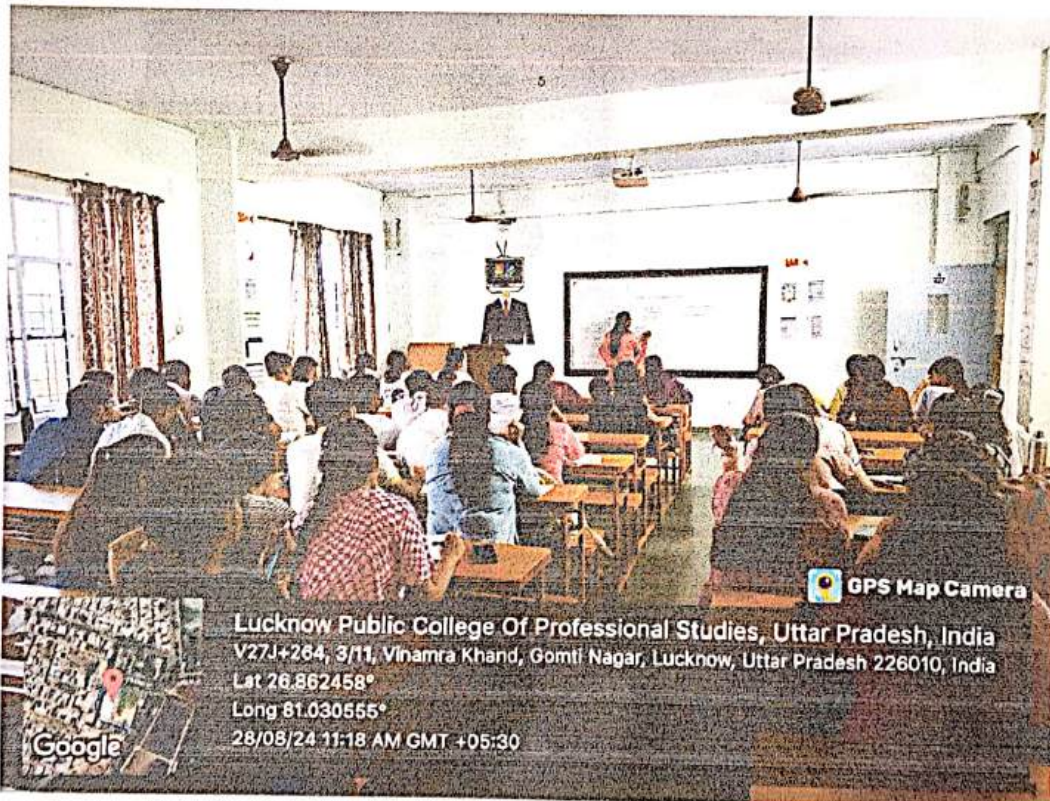 GPS Map Camera
Lucknow Public College Of Professional Studies, Uttar Pradesh, India
V27J+264, 3/11, Vinamra Khand, Gomti Nagar, Lucknow, Uttar Pradesh 226010, India
Lat 26.862458°
Long 81.030555°
28/08/24 11:18 AM GMT +05:30
Google